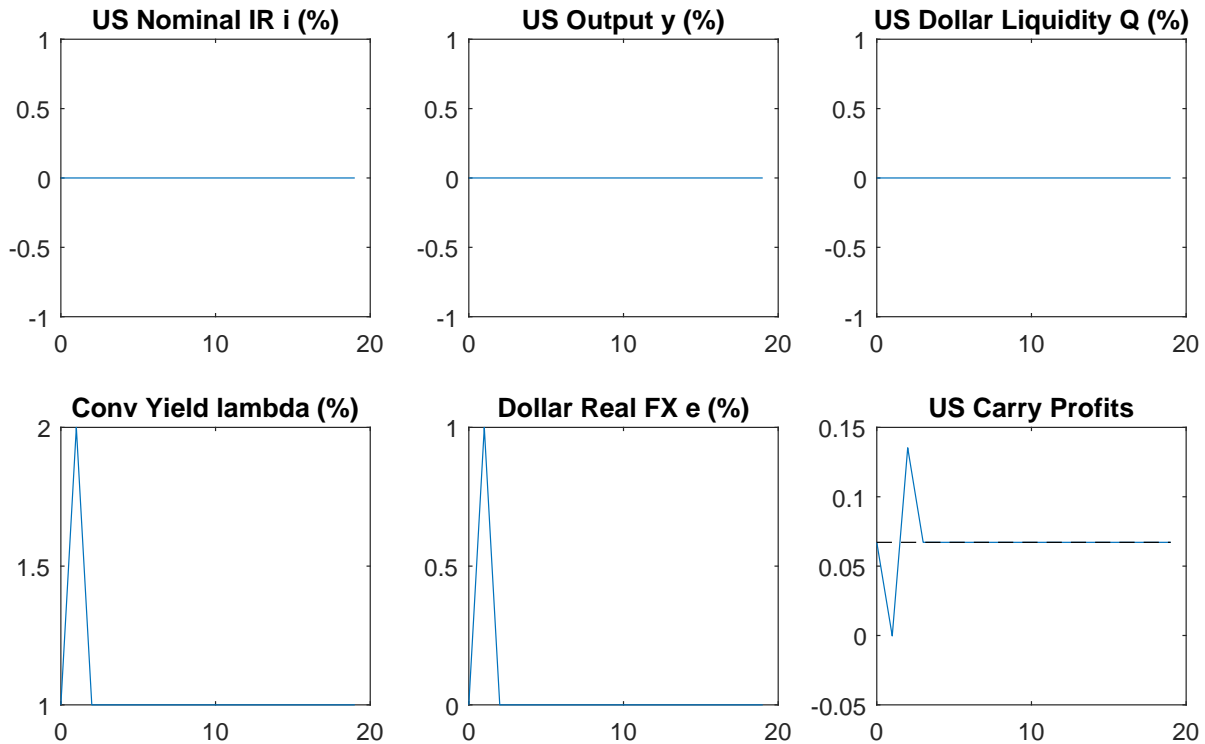 US Nominal IR i (%)
1
0.5
0
-0.5
-1
0 10 20
US Output y (%)
1
0.5
0
-0.5
-1
0 10 20
US Dollar Liquidity Q (%)
1
0.5
0
-0.5
-1
0 10 20
Conv Yield lambda (%)
2
1.5
1
0 10 20
Dollar Real FX e (%)
1
0.5
0
0 10 20
US Carry Profits
0.15
0.1
0.05
0
-0.05
0 10 20